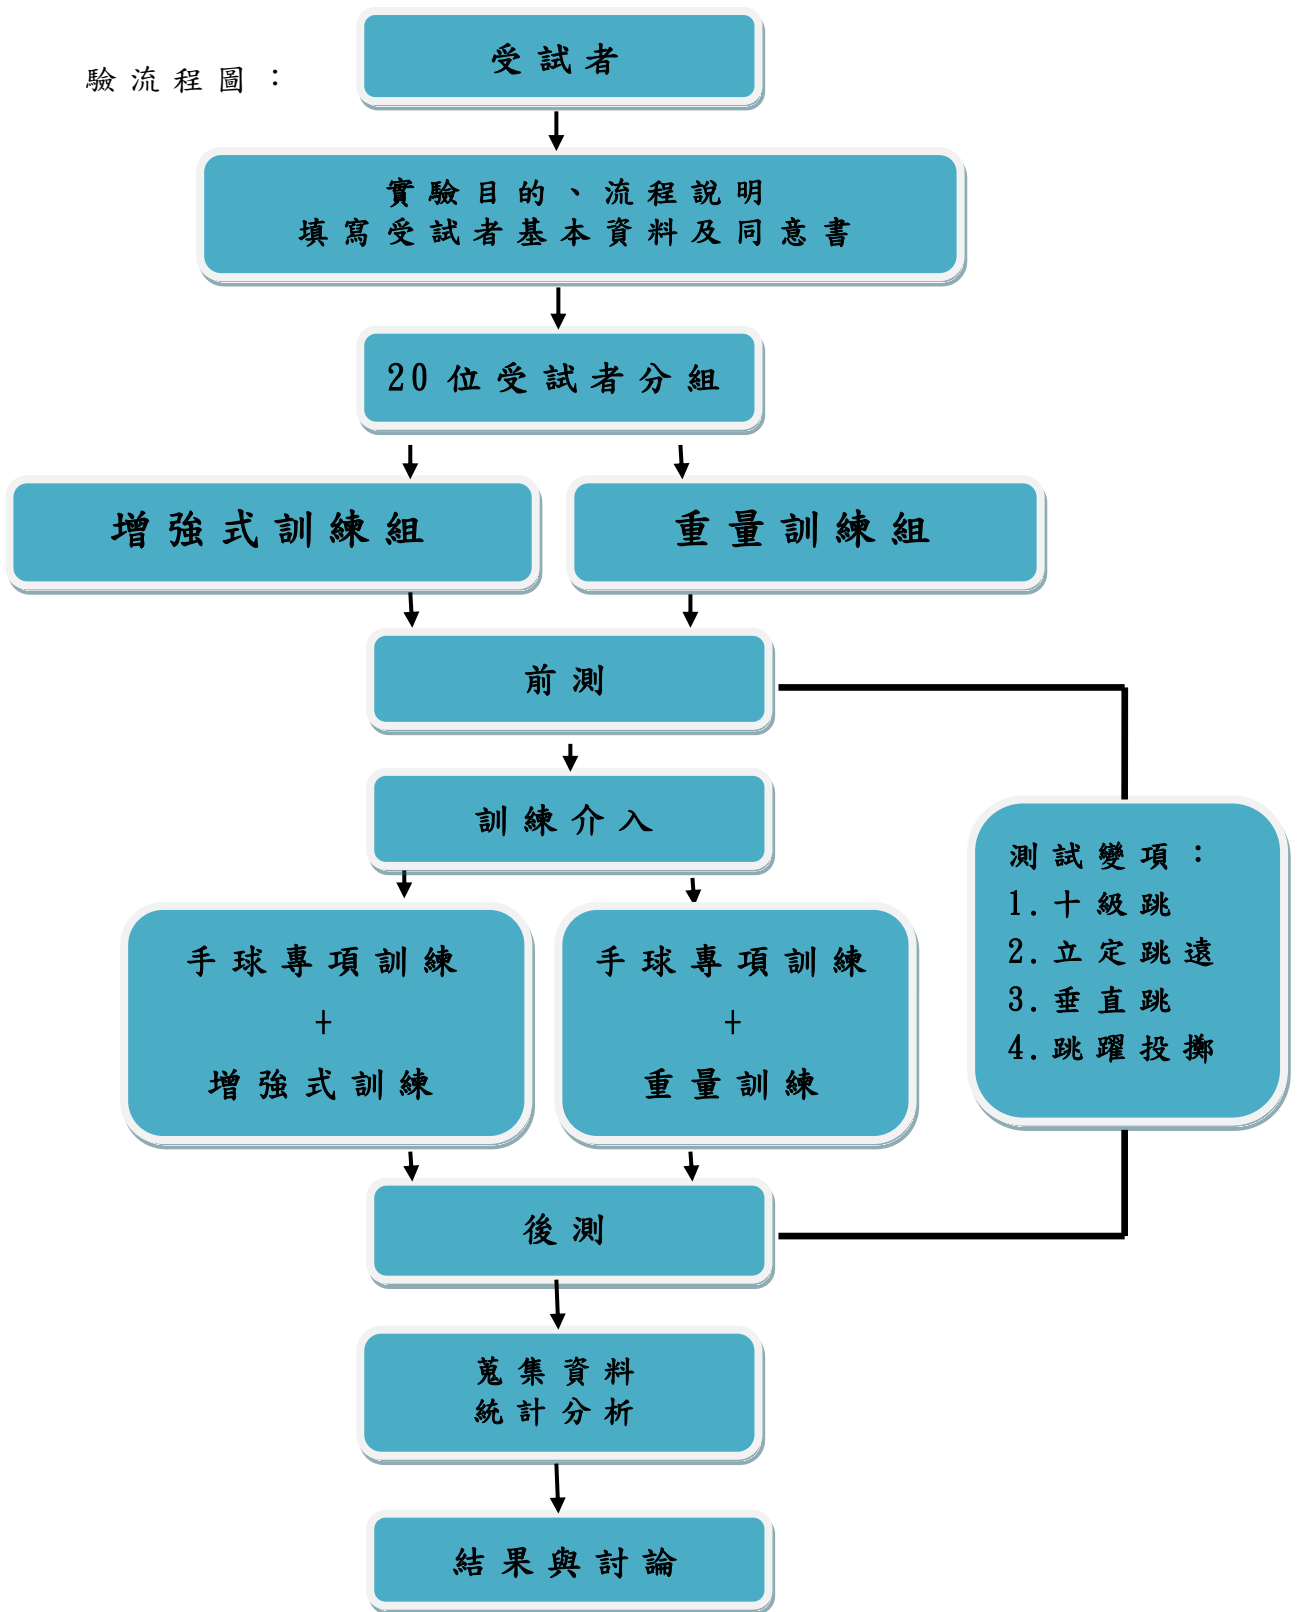 受試者
驗流程圖：
實驗目的、流程說明
填寫受試者基本資料及同意書
20位受試者分組
增強式訓練組
重量訓練組
前測
訓練介入
測試變項：
1.十級跳
2.立定跳遠
3.垂直跳
4.跳躍投擲
手球專項訓練
+
增強式訓練
手球專項訓練
+
重量訓練
後測
蒐集資料
統計分析
結果與討論